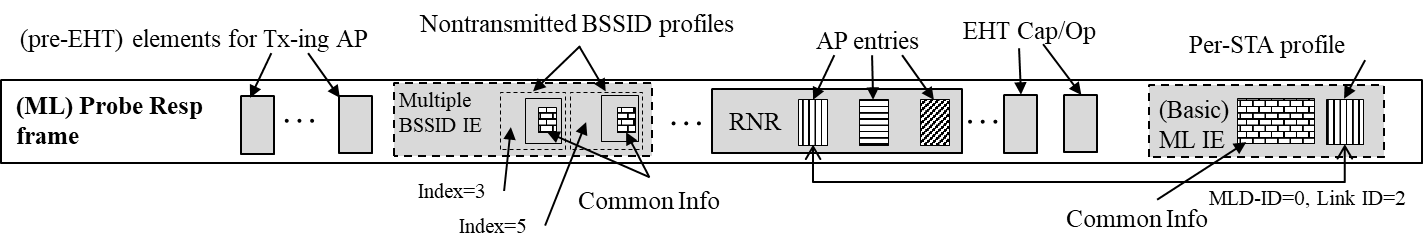 (pre-EHT) elements for Tx-ing AP
Nontransmitted BSSID profiles
AP entries
EHT Cap/Op
Per-STA profile
(ML) Probe Resp
frame
...
Multiple
BSSID IE
...
RNR
...
(Basic)
ML IE
Index=3
Index=5
Common Info
MLD-ID=0, Link ID=2
Common Info